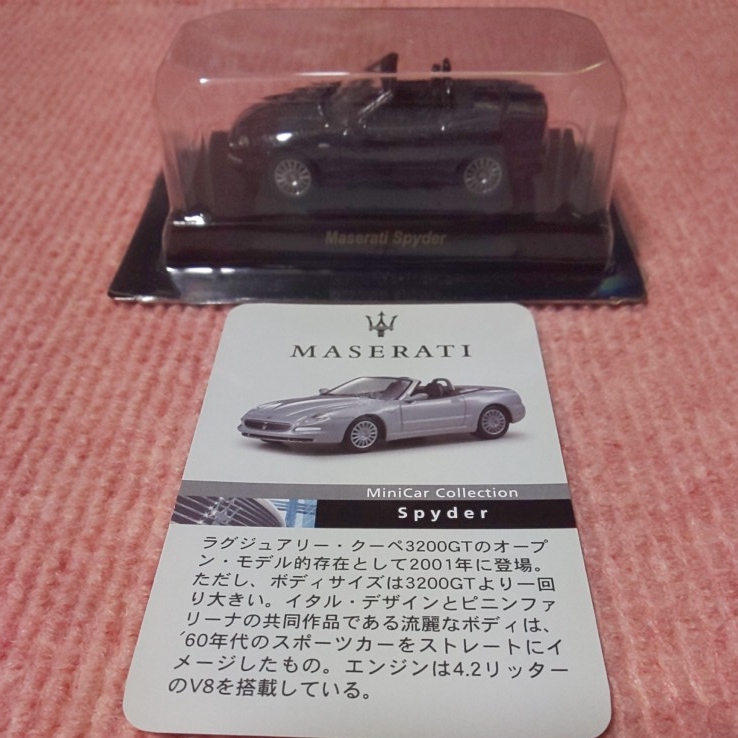 Maserati Spyder
MASERATI
MiniCar Collection
Spyder
ラグジュアリー・クーペ3200GTのオープ
ン・モデル的存在として2001年に登場。
ただし、ボディサイズは3200GTより一回
り大きい。イタル・デザインとピニンファ
リーナの共同作品である流麗なボディは、
'60年代のスポーツカーをストレートにイ
メージしたもの。エンジンは4.2リッター
のV8を搭載している。